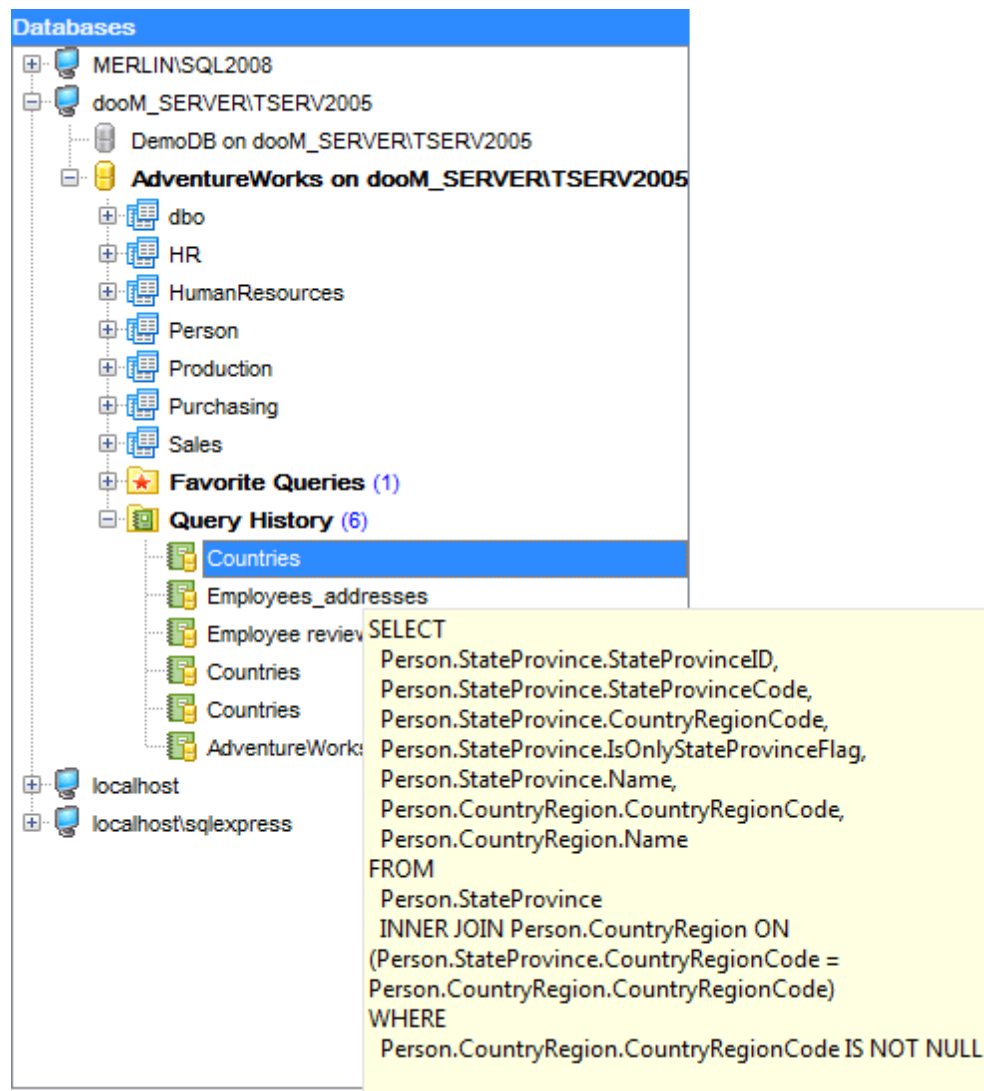 Databases
MERLIN\SQL2008
dooM_SERVER\TSERV2005
DemoDB on dooM_SERVER\TSERV2005
AdventureWorks on dooM_SERVER\TSERV2005
dbo
HR
HumanResources
Person
Production
Purchasing
Sales
Favorite Queries (1)
Query History (6)
Countries
Employees_addresses
Employee review
Countries
Countries
AdventureWorks
localhost
localhost\sqlexpress
SELECT
Person.StateProvince.StateProvinceID,
Person.StateProvince.StateProvinceCode,
Person.StateProvince.CountryRegionCode,
Person.StateProvince.IsOnlyStateProvinceFlag,
Person.StateProvince.Name,
Person.CountryRegion.CountryRegionCode,
Person.CountryRegion.Name
FROM
Person.StateProvince
INNER JOIN Person.CountryRegion ON
(Person.StateProvince.CountryRegionCode =
Person.CountryRegion.CountryRegionCode)
WHERE
Person.CountryRegion.CountryRegionCode IS NOT NULL